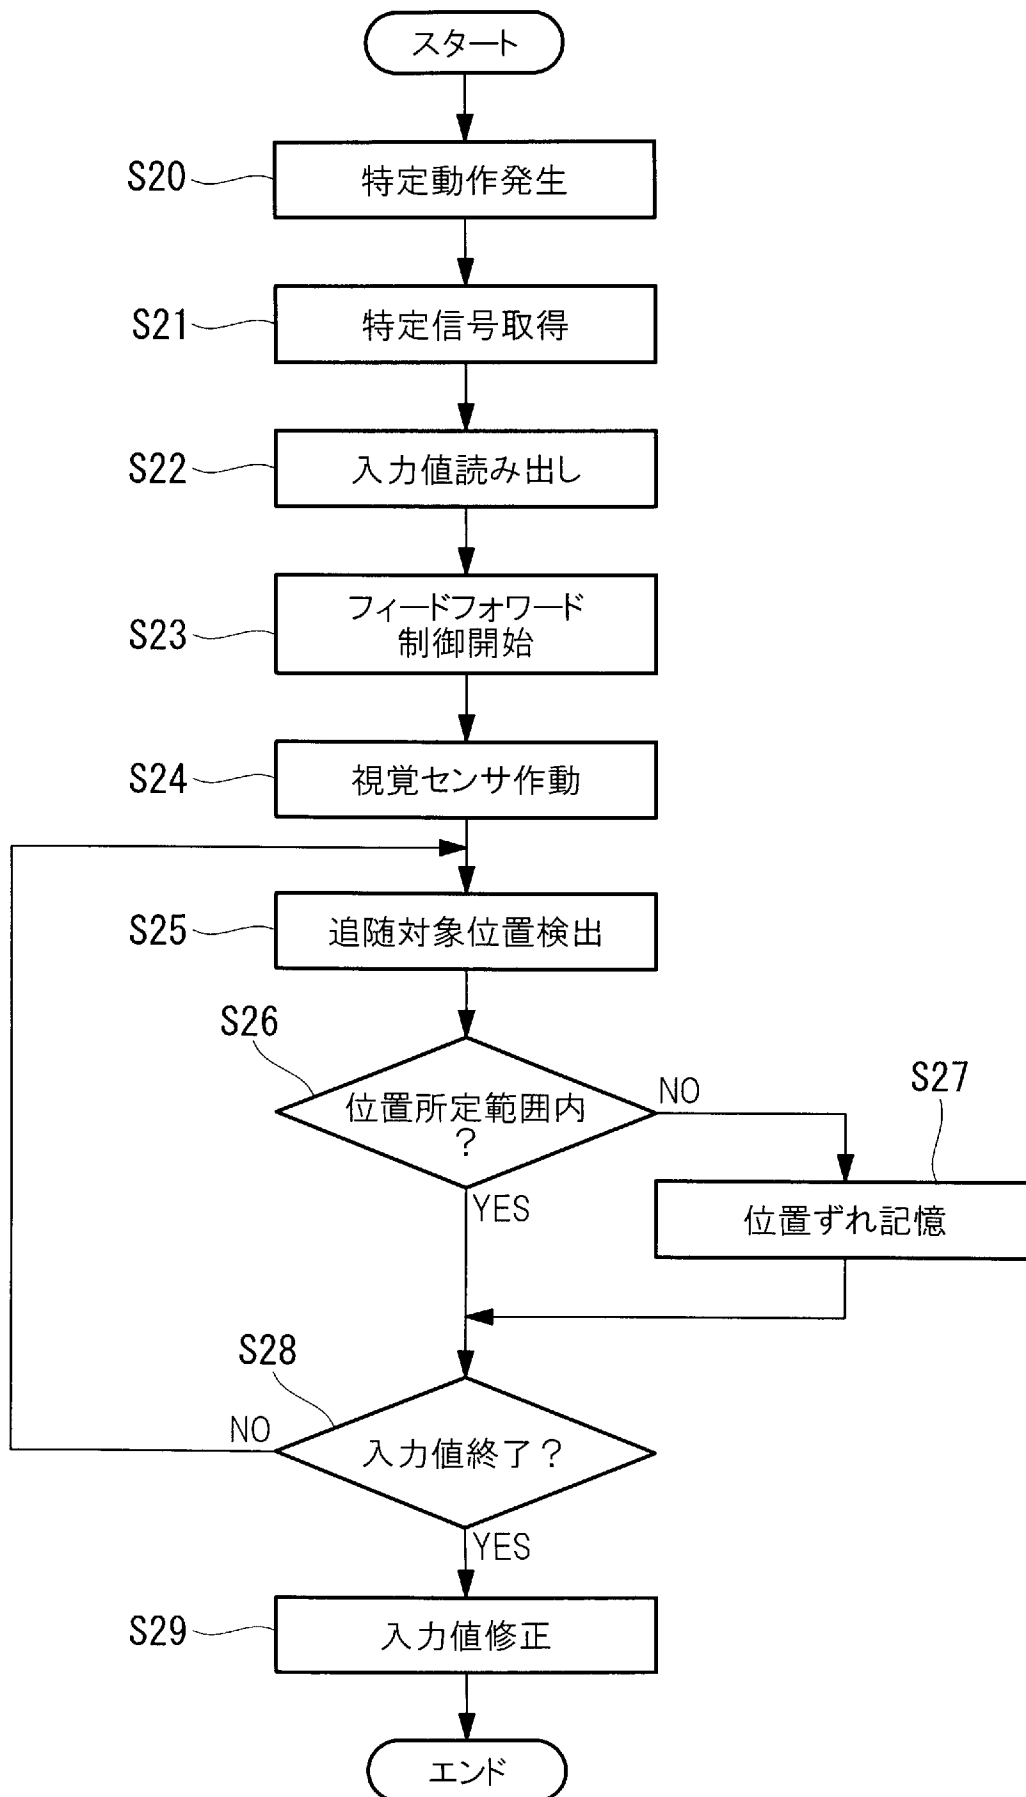 スタート
S20
特定動作発生
S21
特定信号取得
S22
入力値読み出し
S23
フィードフォワード
制御開始
S24
視覚センサ作動
S25
追随対象位置検出
S26
位置所定範囲内
?
NO
S27
位置ずれ記憶
YES
S28
入力値終了?
NO
YES
S29
入力値修正
エンド